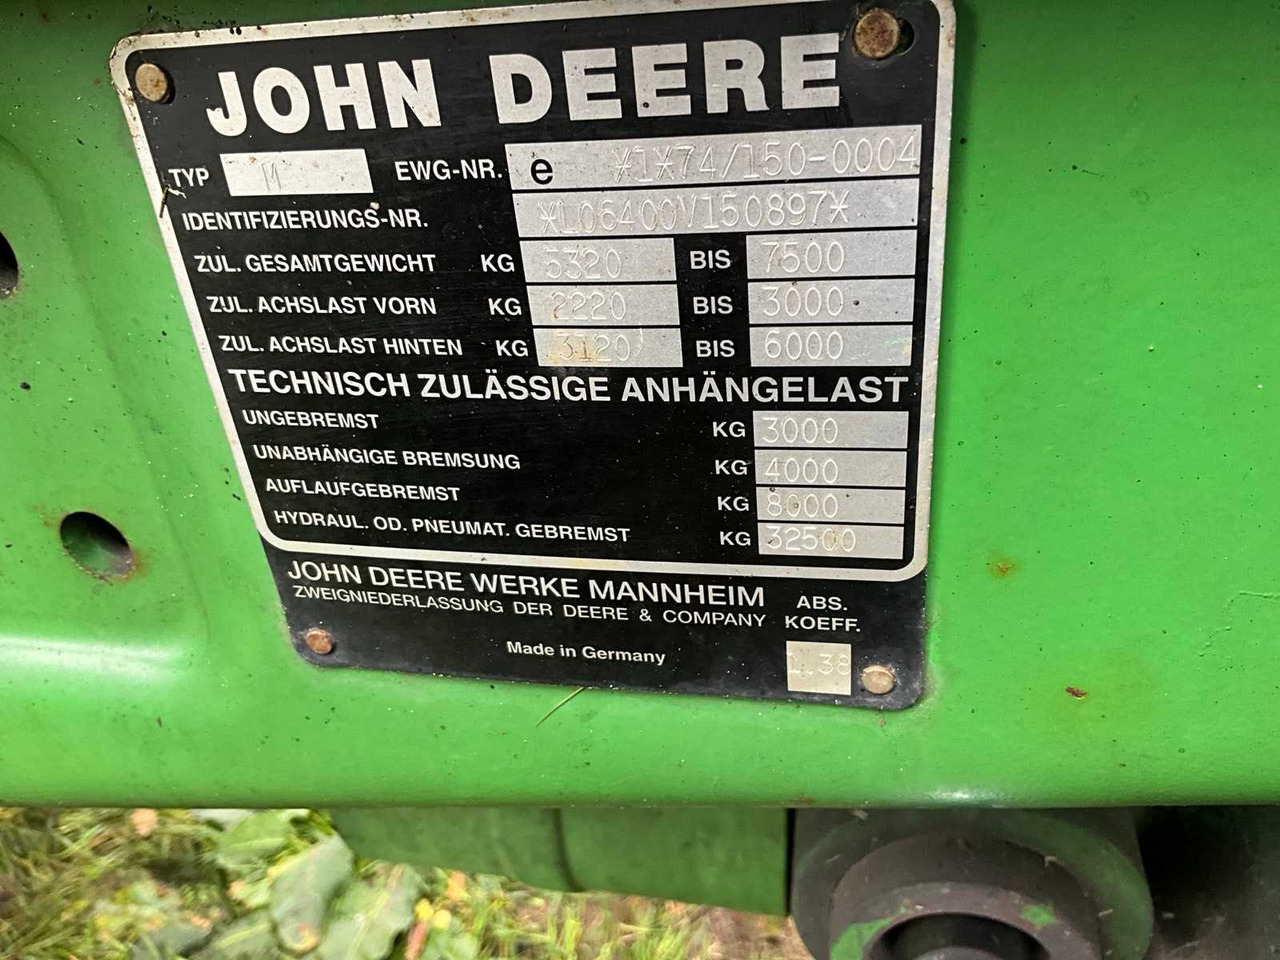 JOHN DEERE
TYP M EWG-NR. e *1*74/150-0004
IDENTIFIZIERUNGS-NR. *L06400V150897*
ZUL. GESAMTGEWICHT KG 5320 BIS 7500
ZUL. ACHSLAST VORN KG 2220 BIS 3000
ZUL. ACHSLAST HINTEN KG 3120 BIS 6000
TECHNISCH ZULÄSSIGE ANHÄNGELAST
UNGEBREMST KG 3000
UNABHÄNGIGE BREMSUNG KG 4000
AUFLAUFGEBREMST KG 8000
HYDRAUL. OD. PNEUMAT. GEBREMST KG 32500
JOHN DEERE WERKE MANNHEIM
ZWEIGNIEDERLASSUNG DER DEERE & COMPANY
ABS.
KOEFF.
1.38
Made in Germany